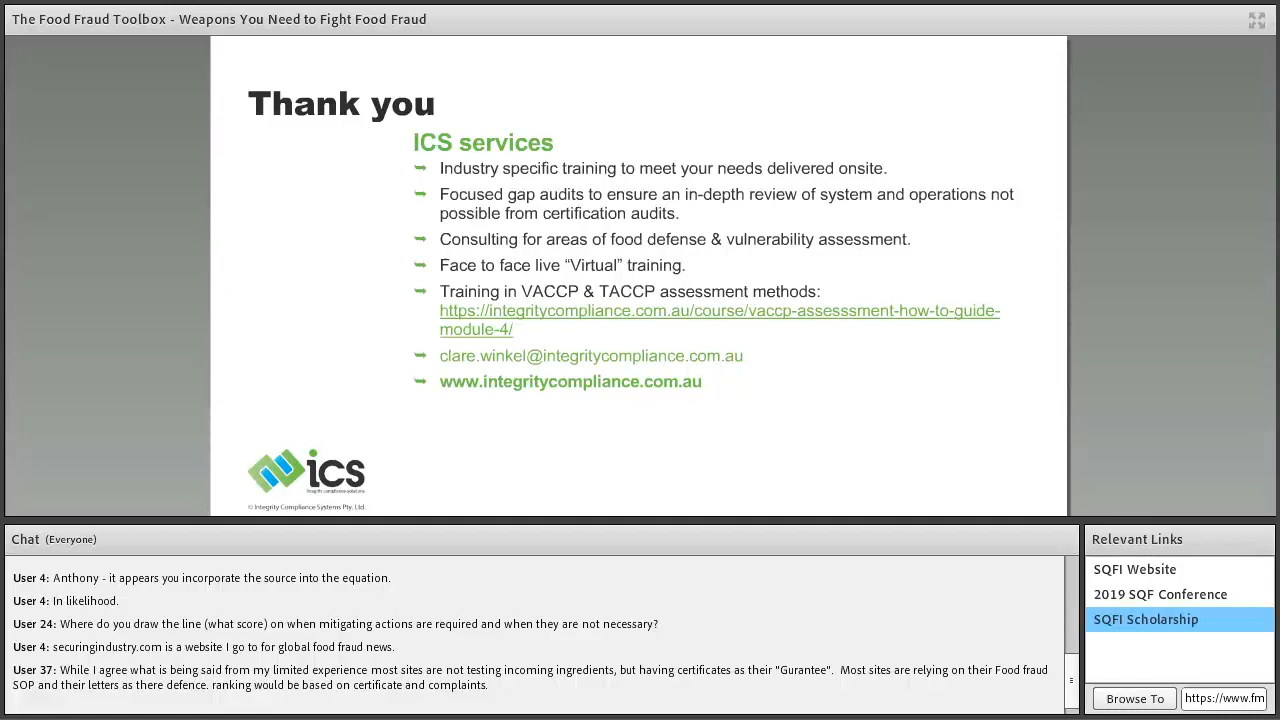 The Food Fraud Toolbox - Weapons You Need to Fight Food Fraud
Thank you
ICS services
Industry specific training to meet your needs delivered onsite.
Focused gap audits to ensure an in-depth review of system and operations not
possible from certification audits.
Consulting for areas of food defense & vulnerability assessment.
Face to face live “Virtual” training.
Training in VACCP & TACCP assessment methods:
https://integritycompliance.com.au/course/vaccp-assesssment-how-to-guide-
module-4/
clare.winkel@integritycompliance.com.au
www.integritycompliance.com.au
ics
integrity compliance solutions
© Integrity Compliance Systems Pty. Ltd.
Chat (Everyone)
User 4: Anthony - it appears you incorporate the source into the equation.
User 4: In likelihood.
User 24: Where do you draw the line (what score) on when mitigating actions are required and when they are not necessary?
User 4: securingindustry.com is a website I go to for global food fraud news.
User 37: While I agree what is being said from my limited experience most sites are not testing incoming ingredients, but having certificates as their "Gurantee".  Most sites are relying on their Food fraud
SOP and their letters as there defence. ranking would be based on certificate and complaints.
Relevant Links
SQFI Website
2019 SQF Conference
SQFI Scholarship
Browse To
https://www.fm